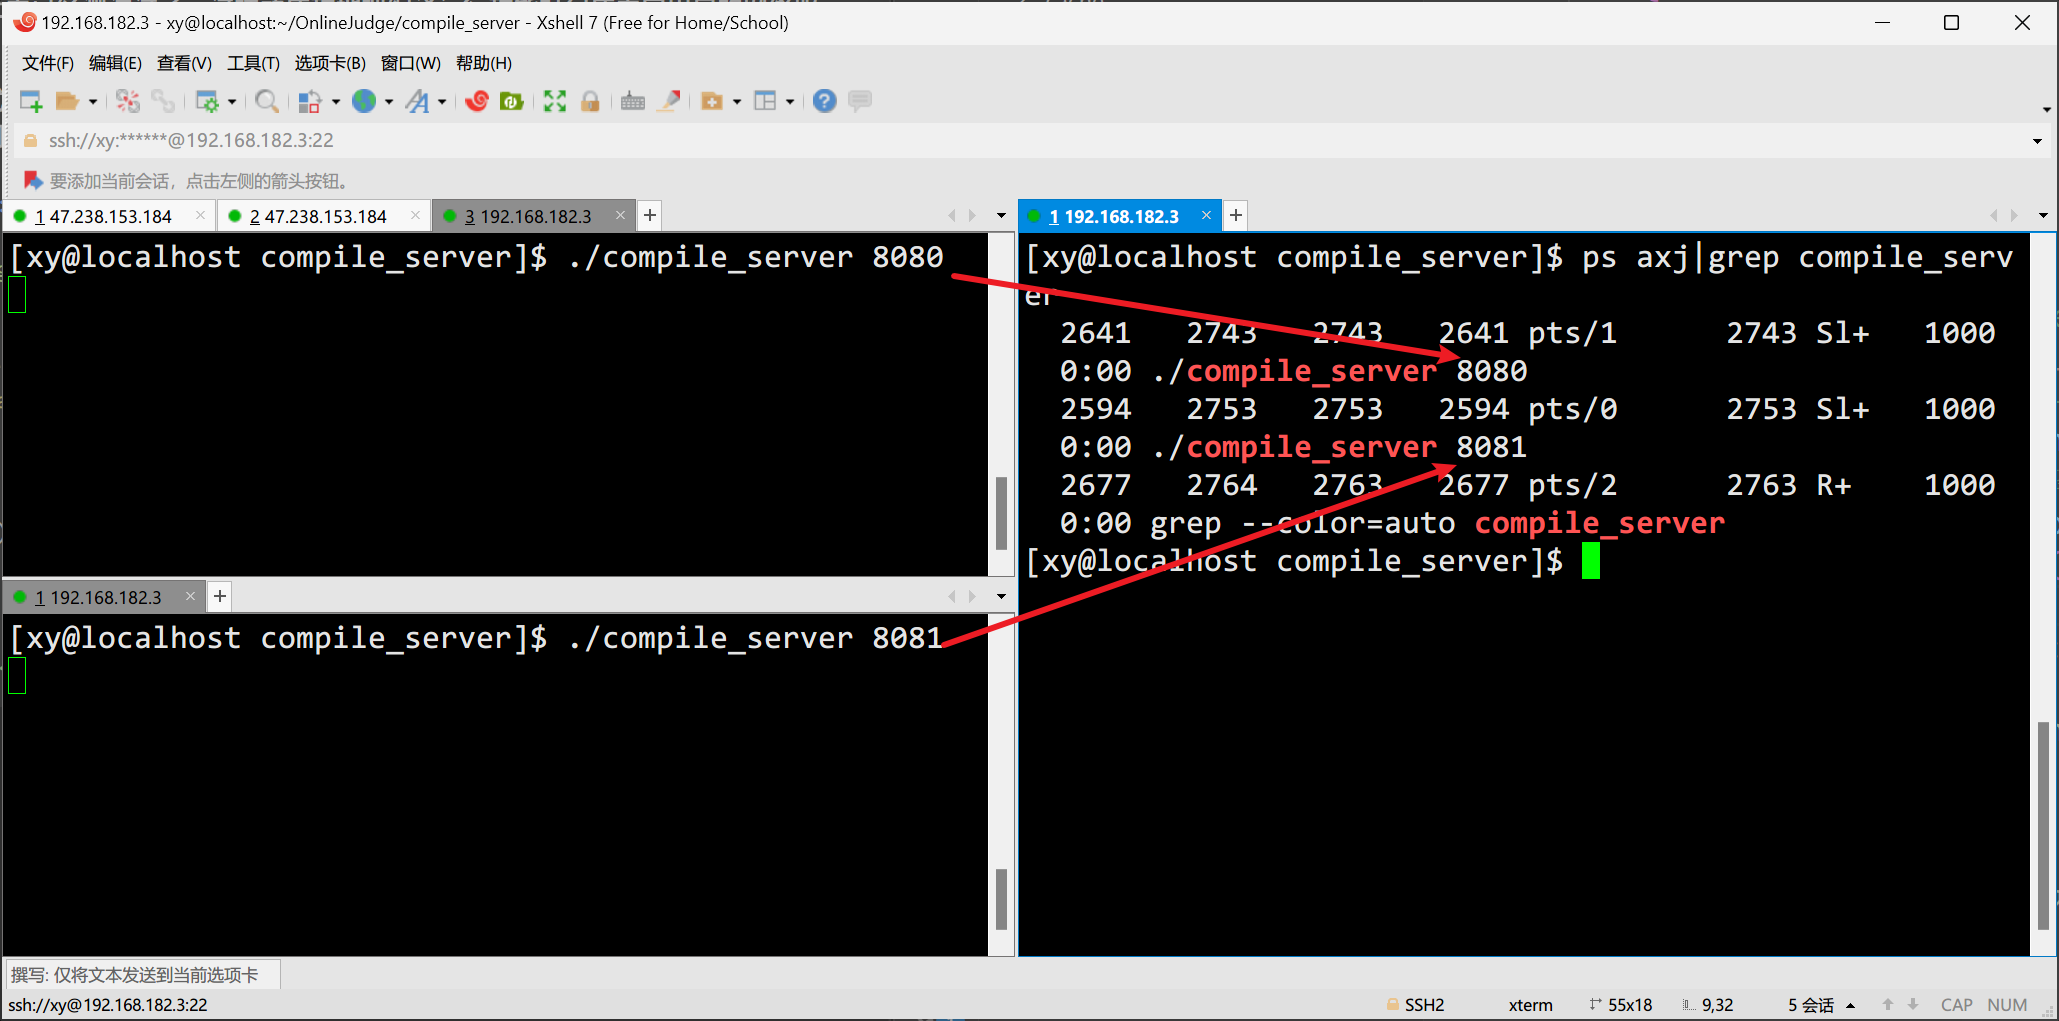 192.168.182.3 - xy@localhost:~/OnlineJudge/compile_server - Xshell 7 (Free for Home/School)
文件(F) 编辑(E) 查看(V) 工具(T) 选项卡(B) 窗口(W) 帮助(H)
ssh://xy:******@192.168.182.3:22
要添加当前会话，点击左侧的箭头按钮。
1 47.238.153.184 × 2 47.238.153.184 × 3 192.168.182.3 × +
[xy@localhost compile_server]$ ./compile_server 8080
1 192.168.182.3 × +
[xy@localhost compile_server]$ ./compile_server 8081
1 192.168.182.3 × +
[xy@localhost compile_server]$ ps axj|grep compile_serv
er
2641 2743 2743 2641 pts/1 2743 Sl+ 1000
0:00 ./compile_server 8080
2594 2753 2753 2594 pts/0 2753 Sl+ 1000
0:00 ./compile_server 8081
2677 2764 2763 2677 pts/2 2763 R+ 1000
0:00 grep --color=auto compile_server
[xy@localhost compile_server]$
撰写: 仅将文本发送到当前选项卡
ssh://xy@192.168.182.3:22 SSH2 xterm 55x18 9,32 5 会话 CAP NUM